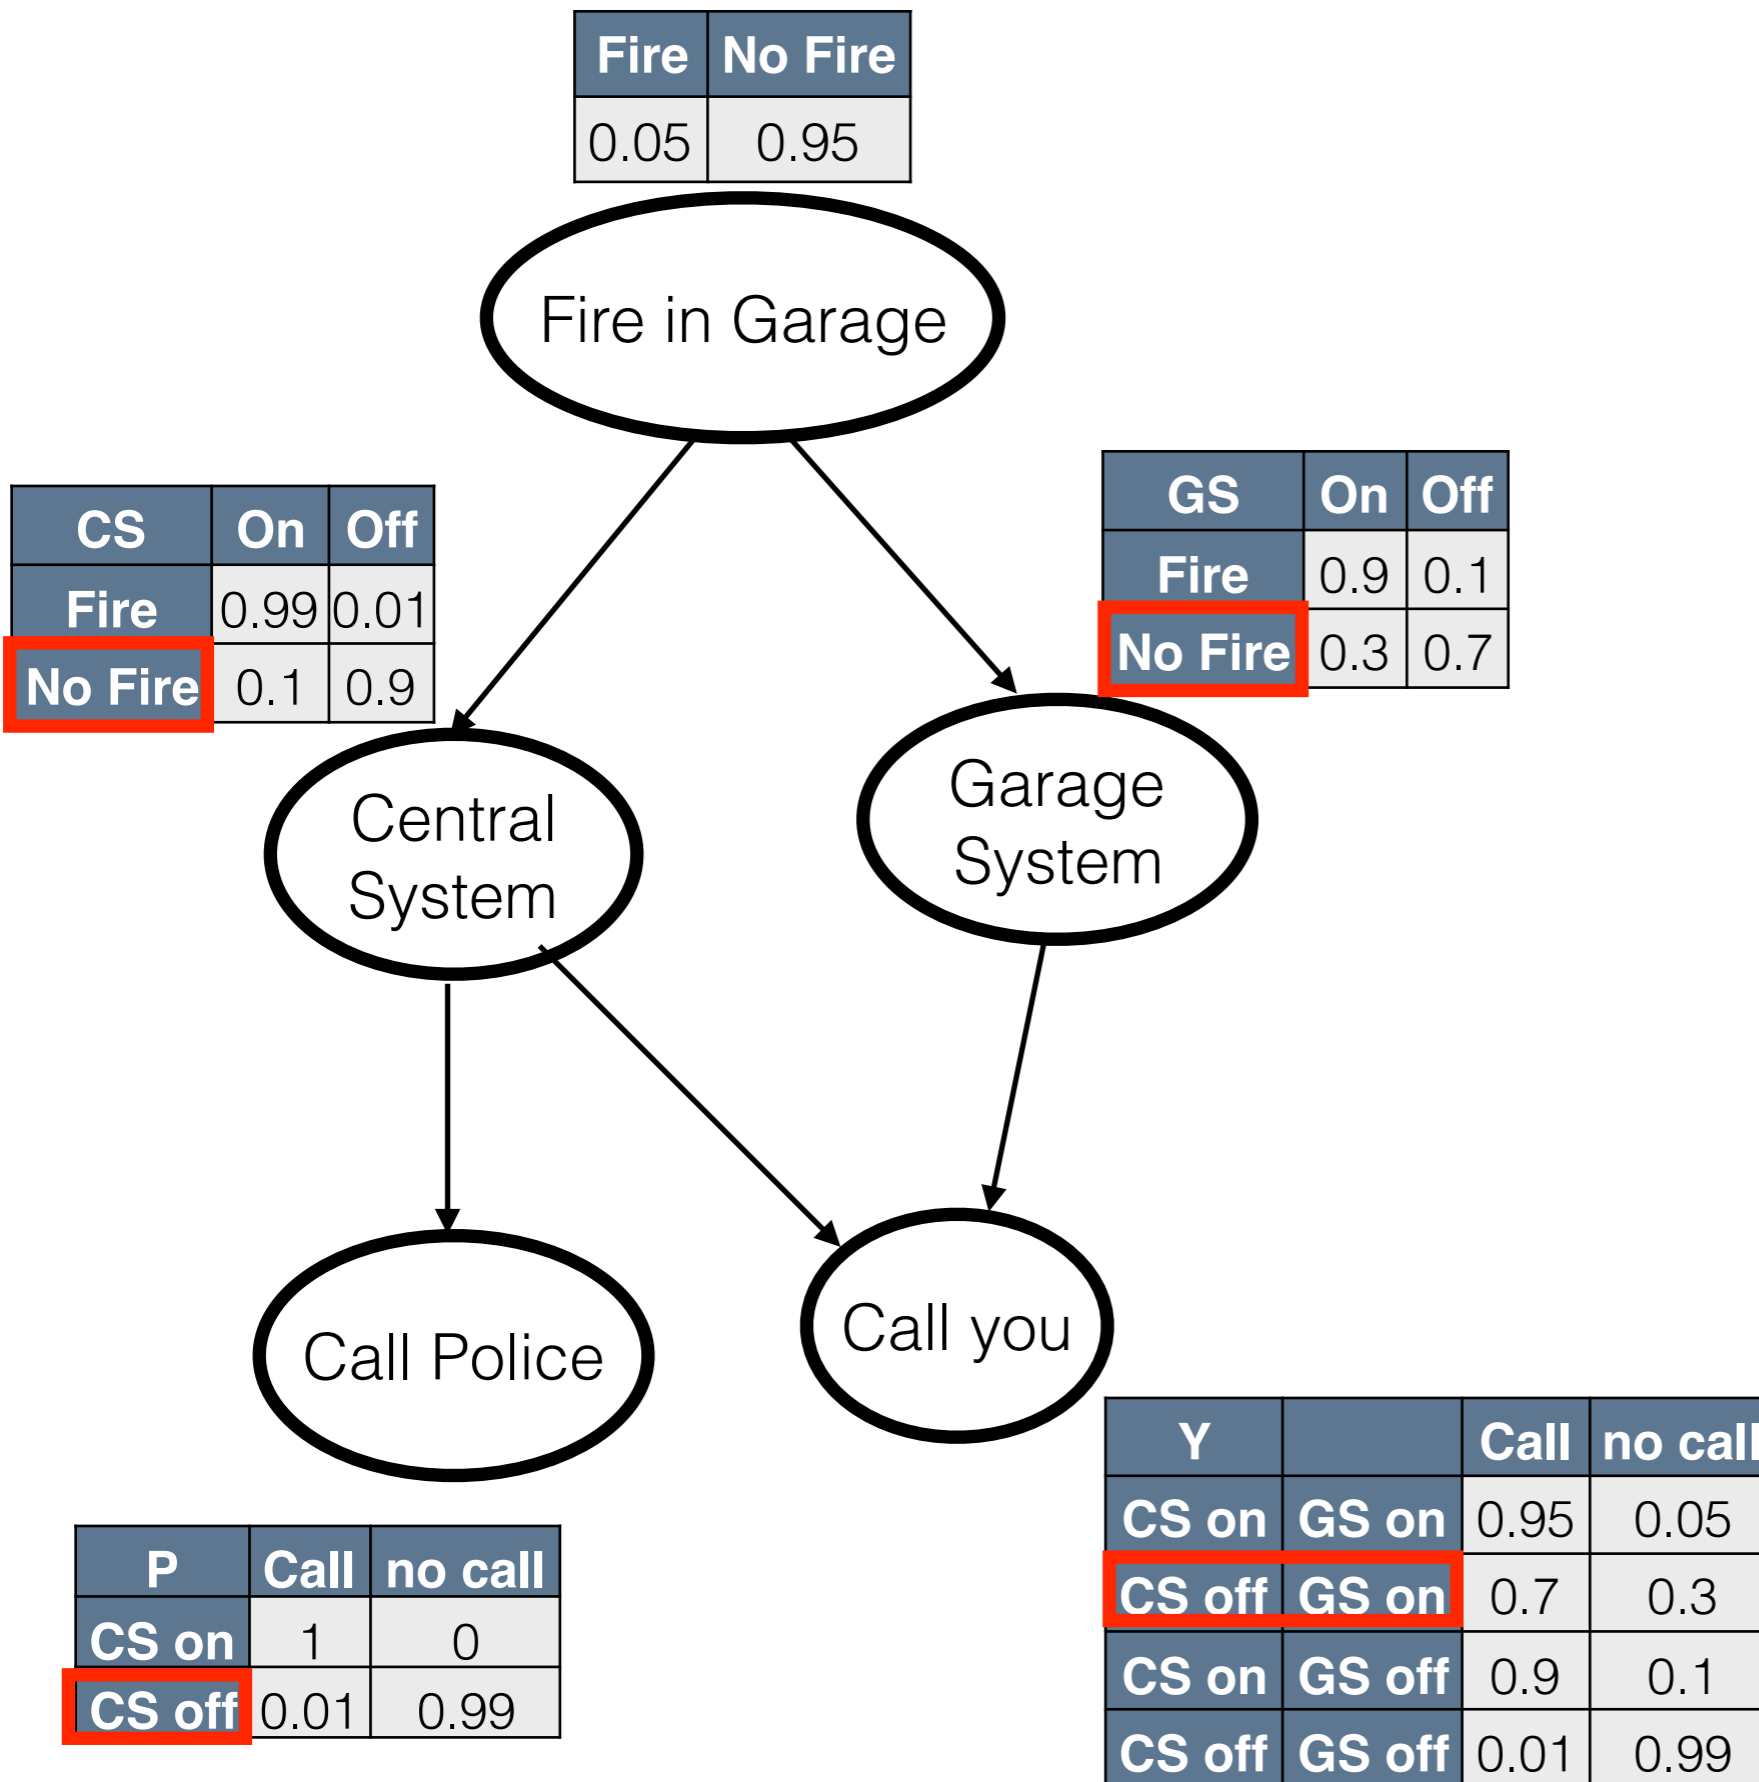 Fire No Fire
0.05 0.95
Fire in Garage
CS On Off
Fire 0.99 0.01
No Fire 0.1 0.9
GS On Off
Fire 0.9 0.1
No Fire 0.3 0.7
Central
System
Garage
System
Call Police
Call you
P Call no call
CS on 1 0
CS off 0.01 0.99
Y Call no call
CS on GS on 0.95 0.05
CS off GS on 0.7 0.3
CS on GS off 0.9 0.1
CS off GS off 0.01 0.99